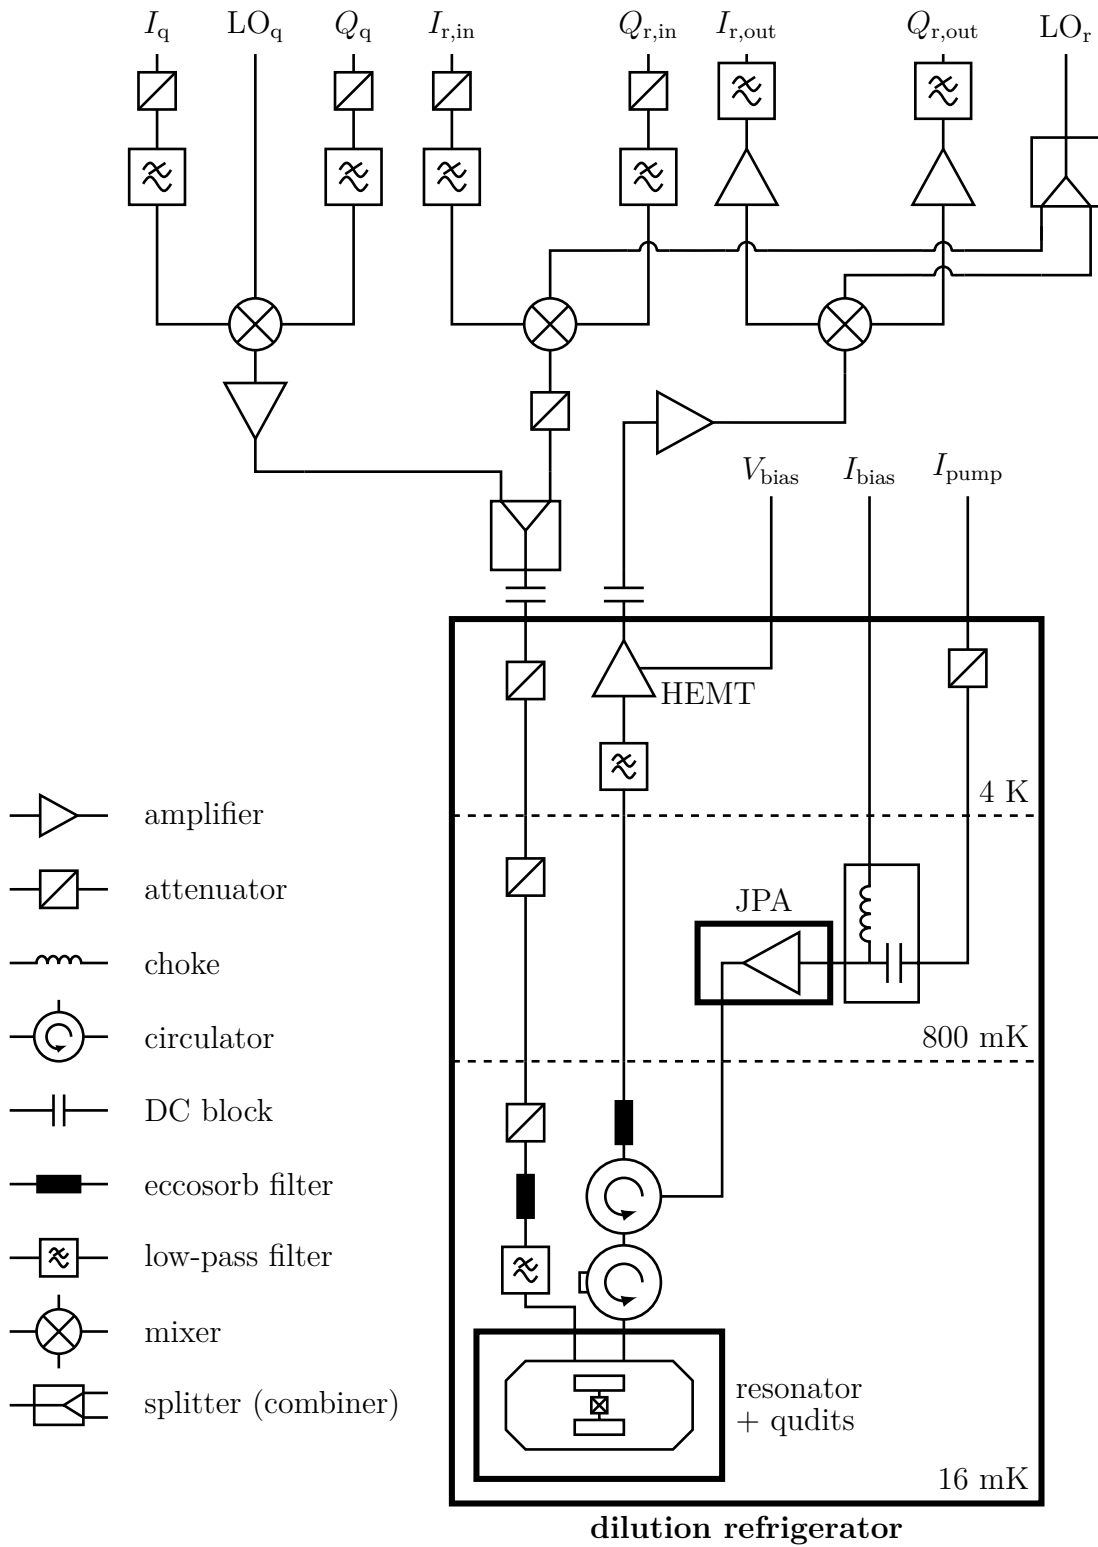 I_q LO_q Q_q I_r,in Q_r,in I_r,out Q_r,out LO_r
V_bias I_bias I_pump
HEMT
4 K
JPA
800 mK
amplifier
attenuator
choke
circulator
DC block
eccosorb filter
low-pass filter
mixer
splitter (combiner)
resonator
+ qudits
16 mK
dilution refrigerator